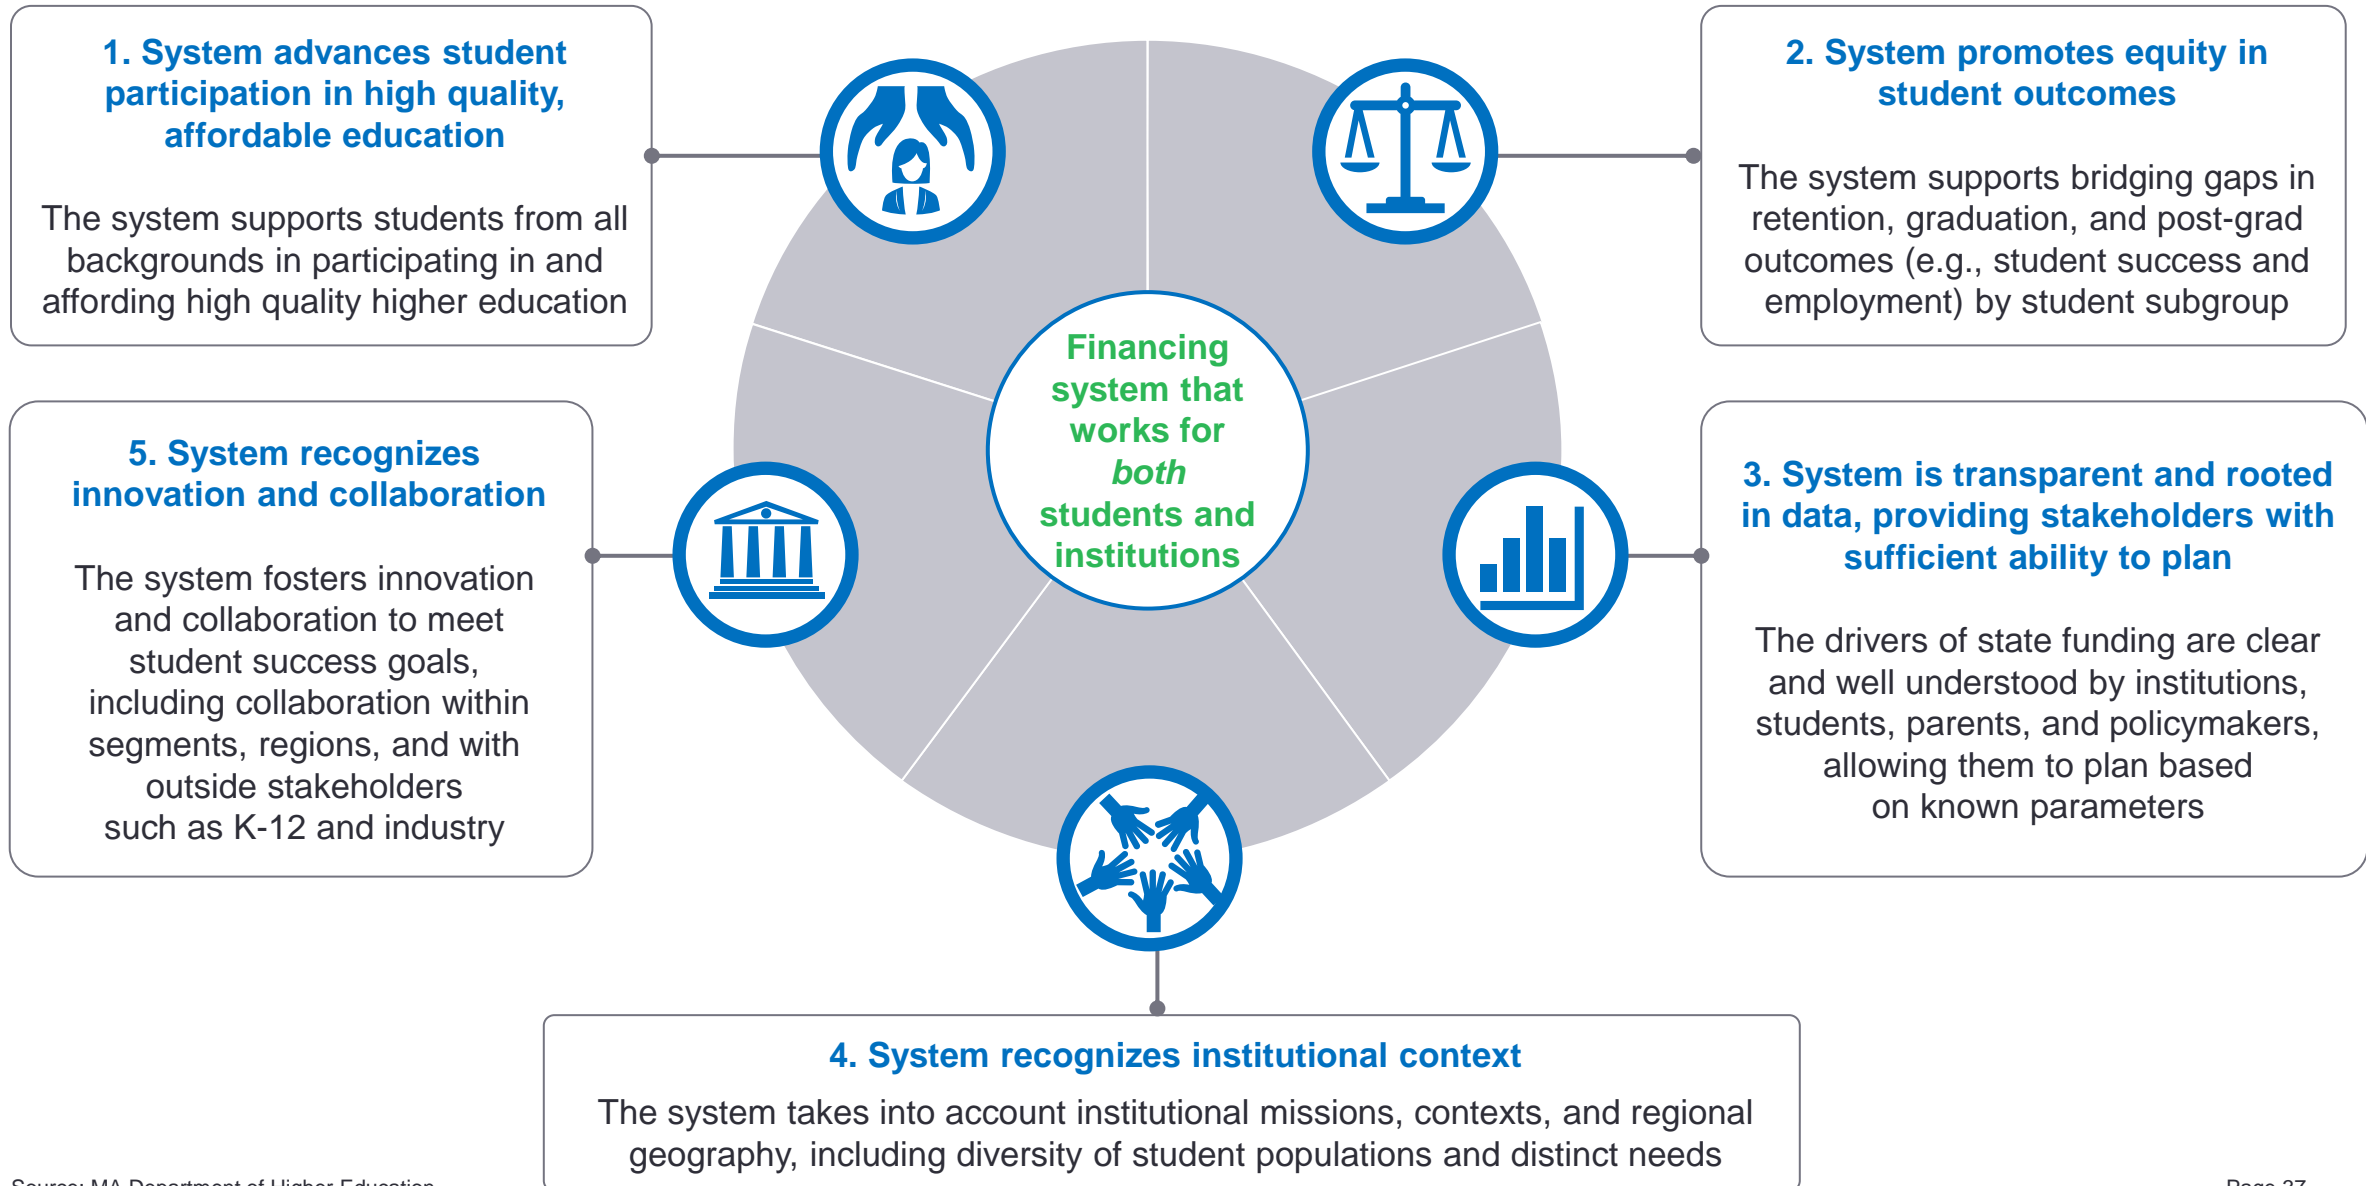 1. System advances student
participation in high quality,
affordable education
The system supports students from all
backgrounds in participating in and
affording high quality higher education
2. System promotes equity in
student outcomes
The system supports bridging gaps in
retention, graduation, and post-grad
outcomes (e.g., student success and
employment) by student subgroup
Financing
system that
works for
both
students and
institutions
5. System recognizes
innovation and collaboration
The system fosters innovation
and collaboration to meet
student success goals,
including collaboration within
segments, regions, and with
outside stakeholders
such as K-12 and industry
3. System is transparent and rooted
in data, providing stakeholders with
sufficient ability to plan
The drivers of state funding are clear
and well understood by institutions,
students, parents, and policymakers,
allowing them to plan based
on known parameters
4. System recognizes institutional context
The system takes into account institutional missions, contexts, and regional
geography, including diversity of student populations and distinct needs
Source: MA Department of Higher Education
Page 37